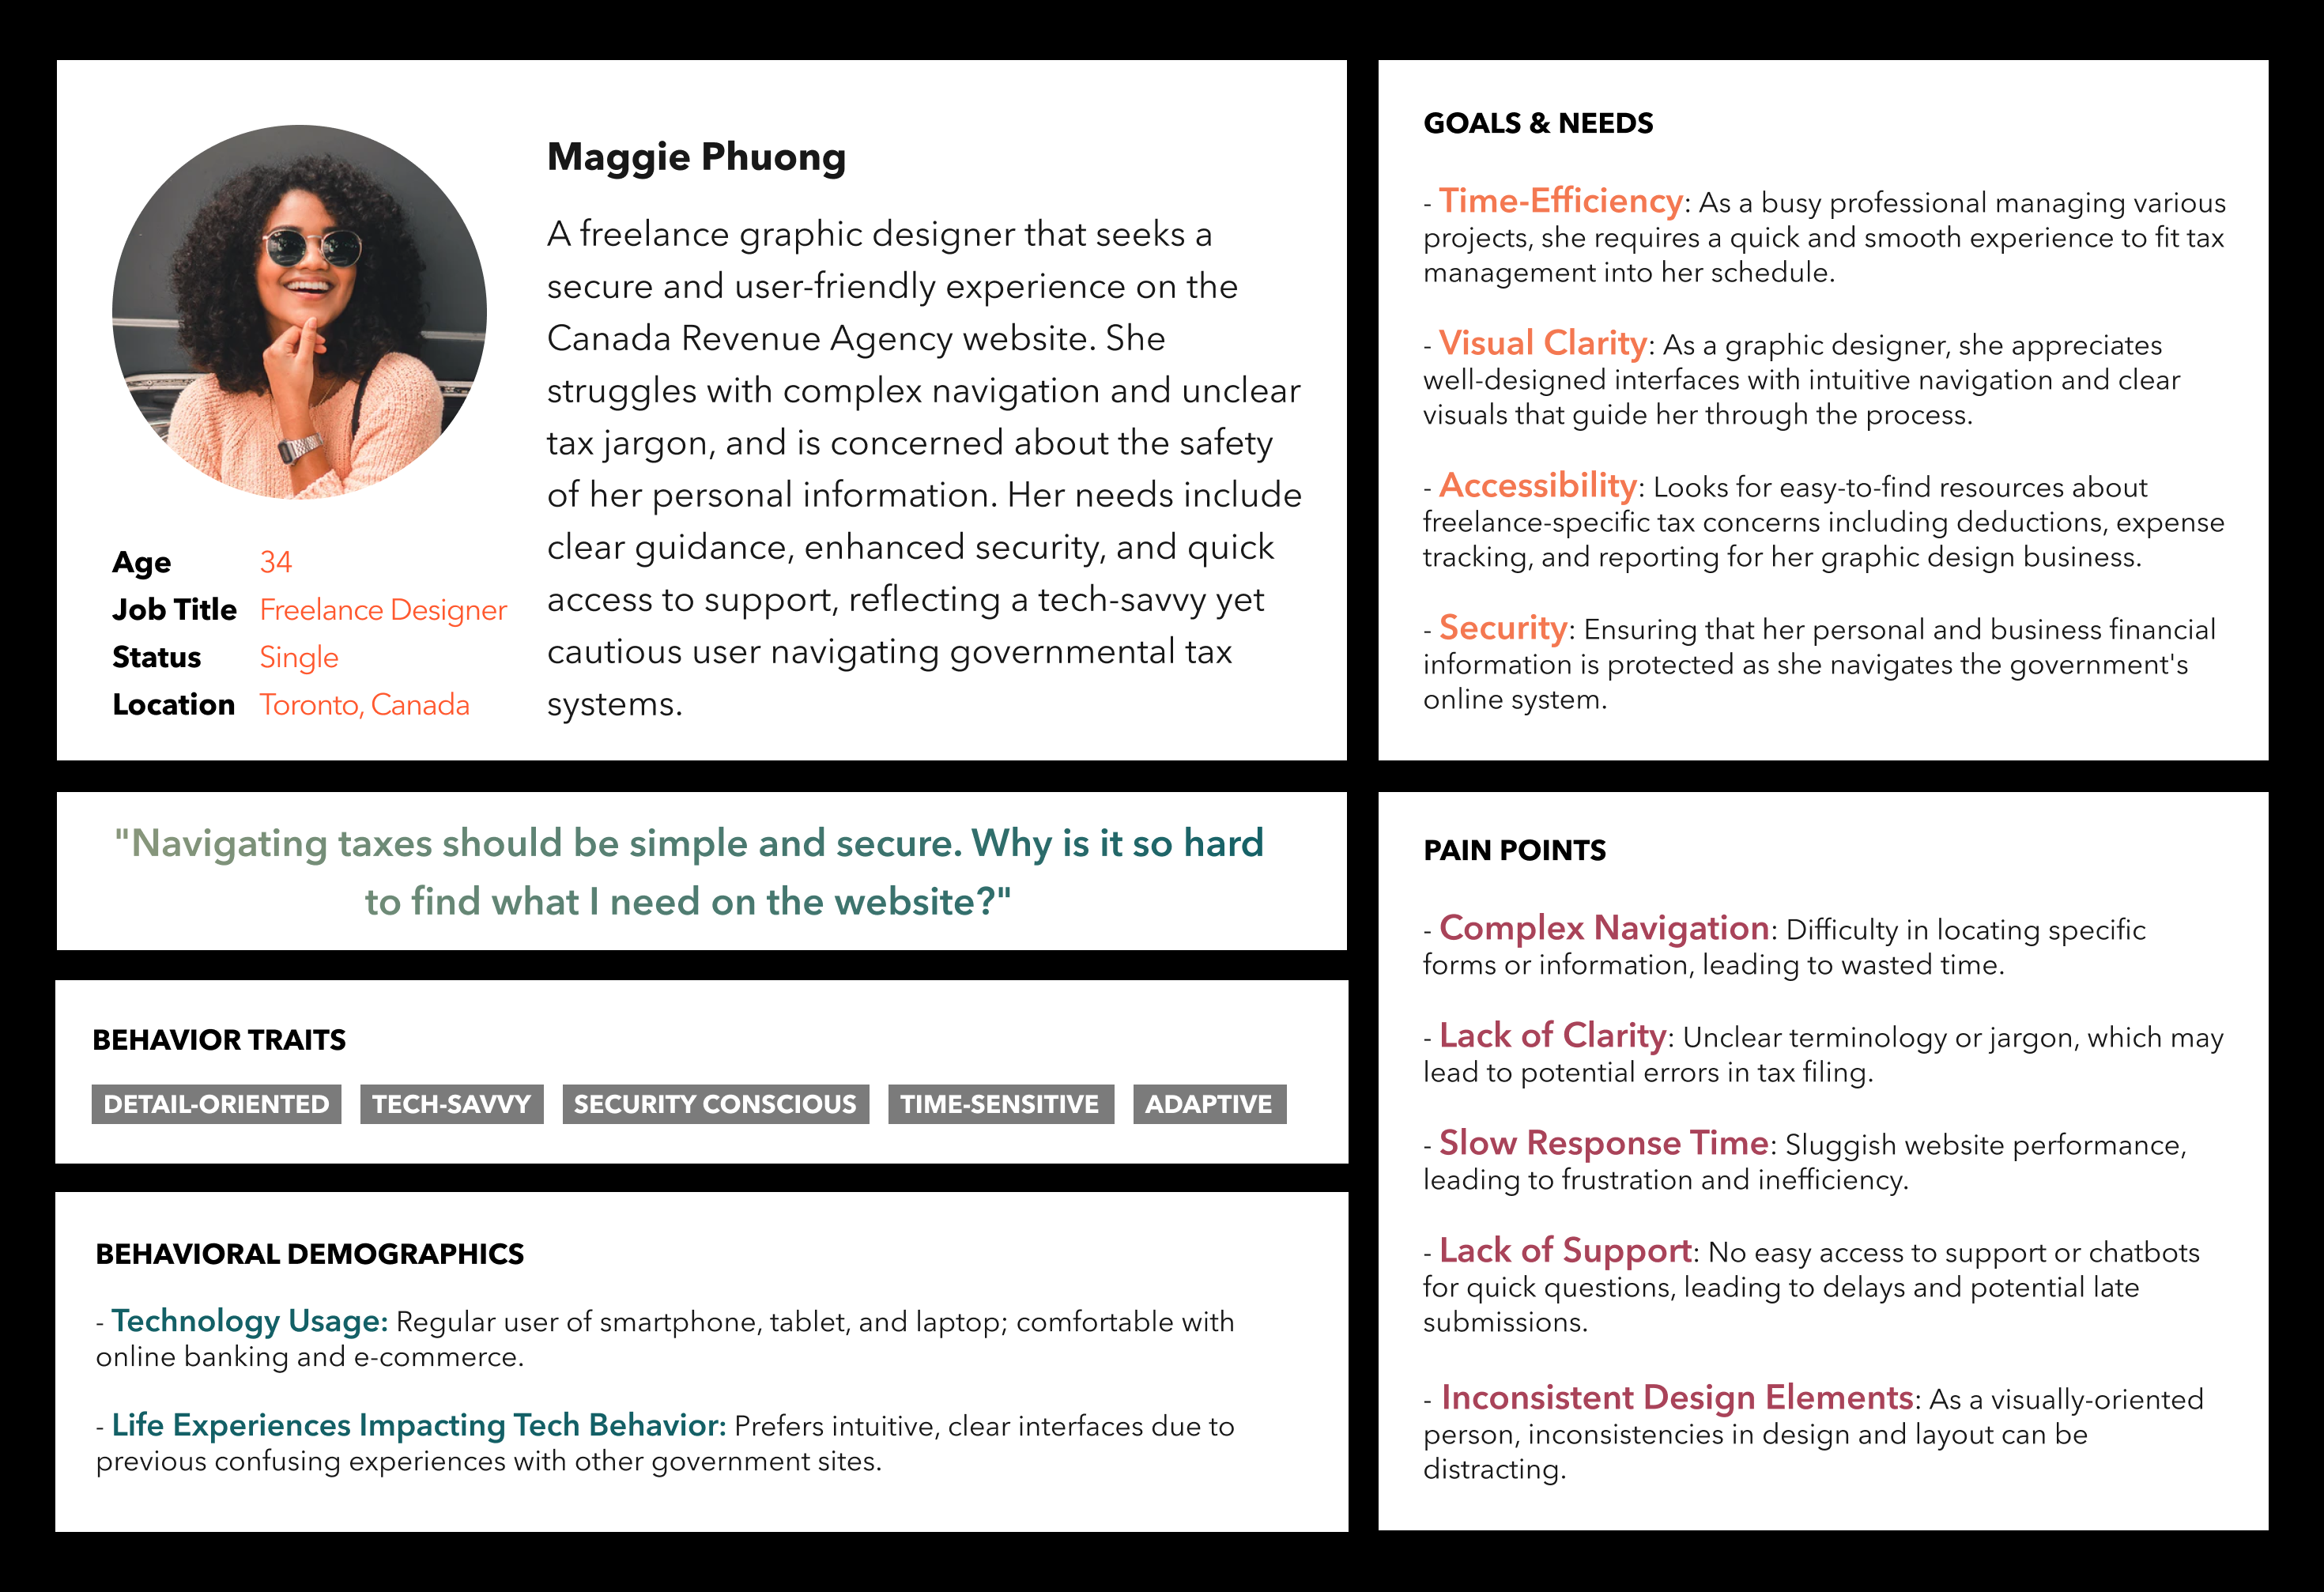 Maggie Phuong
A freelance graphic designer that seeks a
secure and user-friendly experience on the
Canada Revenue Agency website. She
struggles with complex navigation and unclear
tax jargon, and is concerned about the safety
of her personal information. Her needs include
clear guidance, enhanced security, and quick
access to support, reflecting a tech-savvy yet
cautious user navigating governmental tax
systems.
Age 34
Job Title Freelance Designer
Status Single
Location Toronto, Canada
GOALS & NEEDS
- Time-Efficiency: As a busy professional managing various
projects, she requires a quick and smooth experience to fit tax
management into her schedule.
- Visual Clarity: As a graphic designer, she appreciates
well-designed interfaces with intuitive navigation and clear
visuals that guide her through the process.
- Accessibility: Looks for easy-to-find resources about
freelance-specific tax concerns including deductions, expense
tracking, and reporting for her graphic design business.
- Security: Ensuring that her personal and business financial
information is protected as she navigates the government's
online system.
"Navigating taxes should be simple and secure. Why is it so hard
to find what I need on the website?"
BEHAVIOR TRAITS
DETAIL-ORIENTED TECH-SAVVY SECURITY CONSCIOUS TIME-SENSITIVE ADAPTIVE
BEHAVIORAL DEMOGRAPHICS
- Technology Usage: Regular user of smartphone, tablet, and laptop; comfortable with
online banking and e-commerce.
- Life Experiences Impacting Tech Behavior: Prefers intuitive, clear interfaces due to
previous confusing experiences with other government sites.
PAIN POINTS
- Complex Navigation: Difficulty in locating specific
forms or information, leading to wasted time.
- Lack of Clarity: Unclear terminology or jargon, which may
lead to potential errors in tax filing.
- Slow Response Time: Sluggish website performance,
leading to frustration and inefficiency.
- Lack of Support: No easy access to support or chatbots
for quick questions, leading to delays and potential late
submissions.
- Inconsistent Design Elements: As a visually-oriented
person, inconsistencies in design and layout can be
distracting.